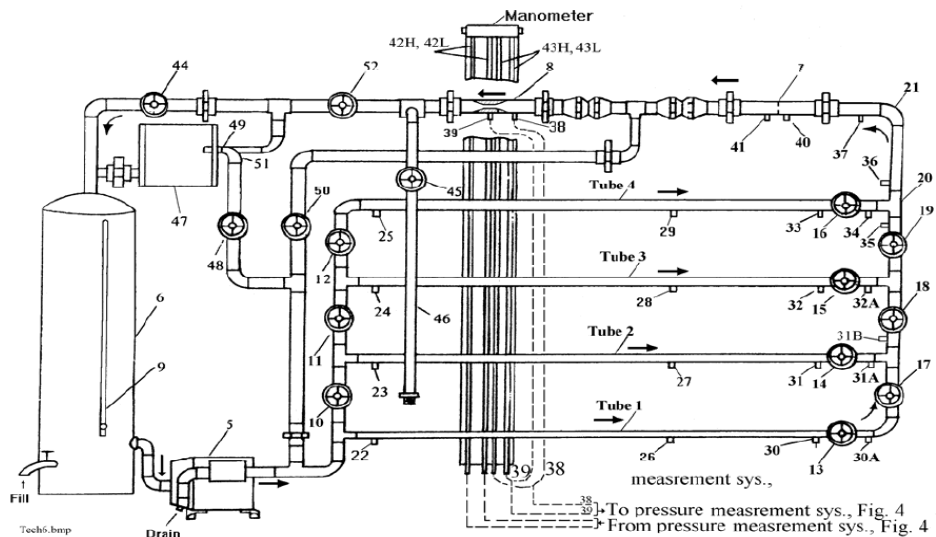 Manometer
42H, 42L
43H, 43L
44
52
8
7
21
39
38
41
40
37
49
51
36
45
20
47
50
Tube 4
19
25
29
33
16
34
35
48
12
Tube 3
18
6
24
28
32
15
32A
46
31B
11
Tube 2
17
9
23
27
31
14
31A
10
5
Tube 1
22
26
30
13
30A
39
38
measrement sys.,
Fill
38
39
To pressure measrement sys., Fig. 4
From pressure measrement sys., Fig. 4
Tech6.bmp
Drain